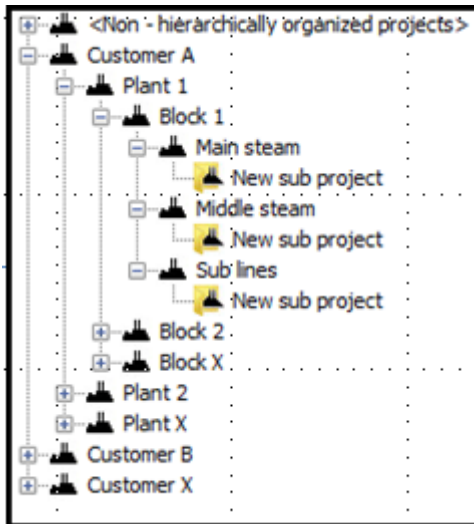 <Non - hierarchically organized projects>
Customer A
Plant 1
Block 1
Main steam
New sub project
Middle steam
New sub project
Sub lines
New sub project
Block 2
Block X
Plant 2
Plant X
Customer B
Customer X